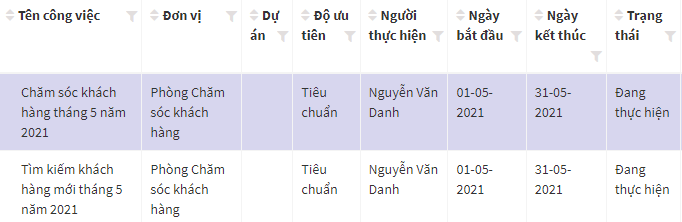 Tên công việc
Đơn vị
Dự
án
Độ ưu
tiên
Người
thực hiện
Ngày
bắt đầu
Ngày
kết thúc
Trạng
thái
Chăm sóc khách
hàng tháng 5 năm
2021
Phòng Chăm
sóc khách
hàng
Tiêu
chuẩn
Nguyễn Văn
Danh
01-05-
2021
31-05-
2021
Đang
thực hiện
Tìm kiếm khách
hàng mới tháng 5
năm 2021
Phòng Chăm
sóc khách
hàng
Tiêu
chuẩn
Nguyễn Văn
Danh
01-05-
2021
31-05-
2021
Đang
thực hiện